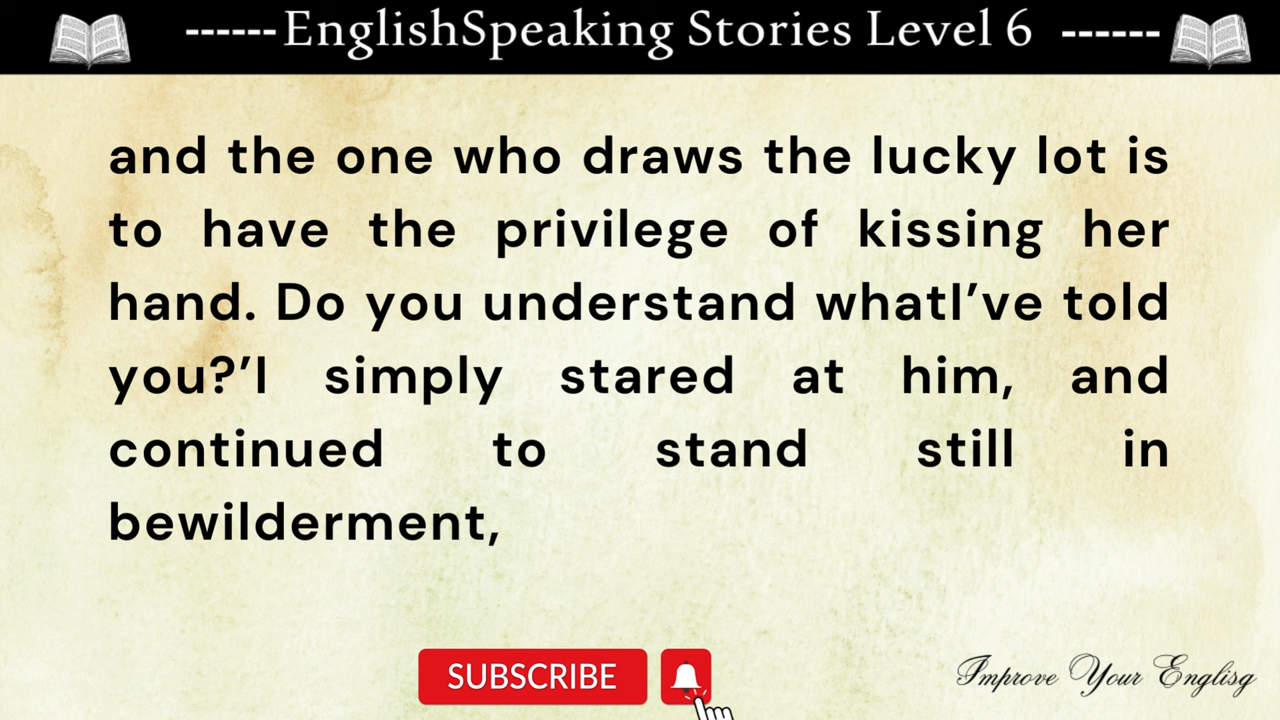 ------EnglishSpeaking Stories Level 6 ------
and the one who draws the lucky lot is
to have the privilege of kissing her
hand. Do you understand whatI’ve told
you?’I simply stared at him, and
continued to stand still in
bewilderment,
SUBSCRIBE
Improve Your Englisg